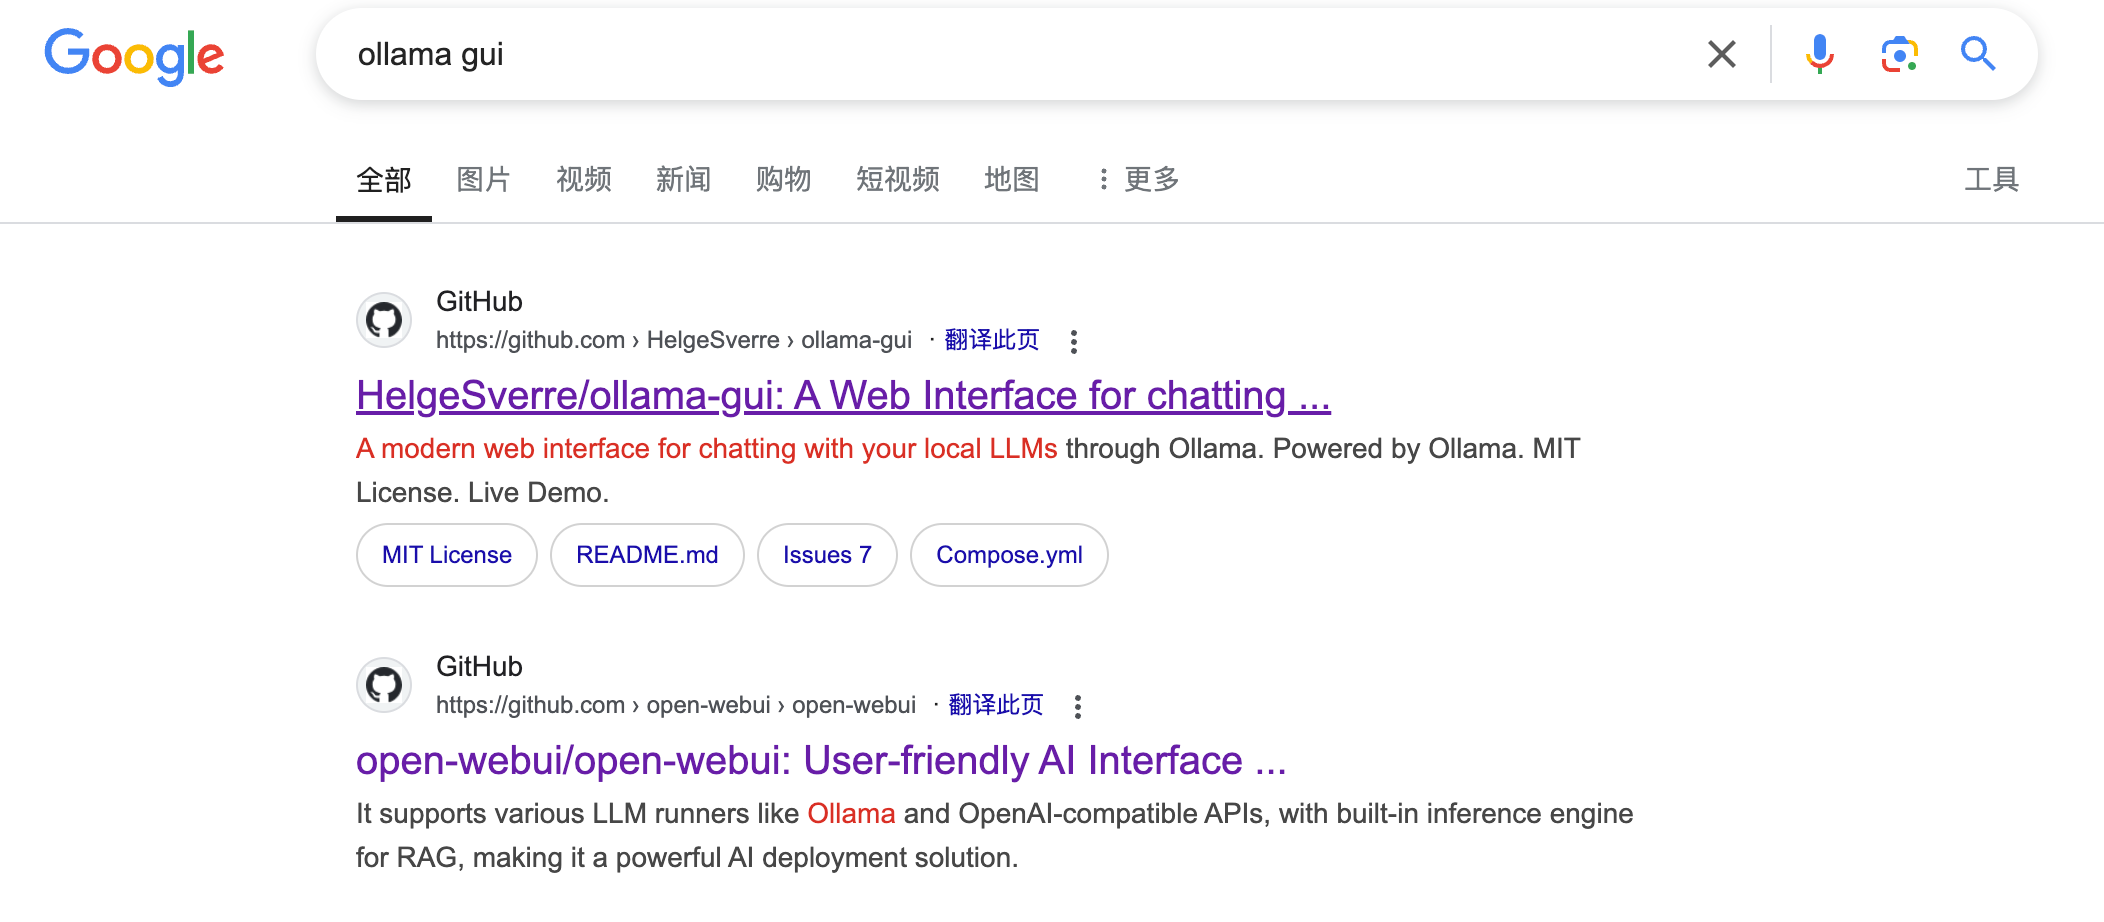 Google
ollama gui
全部 图片 视频 新闻 购物 短视频 地图 更多 工具
GitHub
https://github.com › HelgeSverre › ollama-gui · 翻译此页
HelgeSverre/ollama-gui: A Web Interface for chatting ...
A modern web interface for chatting with your local LLMs through Ollama. Powered by Ollama. MIT
License. Live Demo.
MIT License README.md Issues 7 Compose.yml
GitHub
https://github.com › open-webui › open-webui · 翻译此页
open-webui/open-webui: User-friendly AI Interface ...
It supports various LLM runners like Ollama and OpenAI-compatible APIs, with built-in inference engine
for RAG, making it a powerful AI deployment solution.